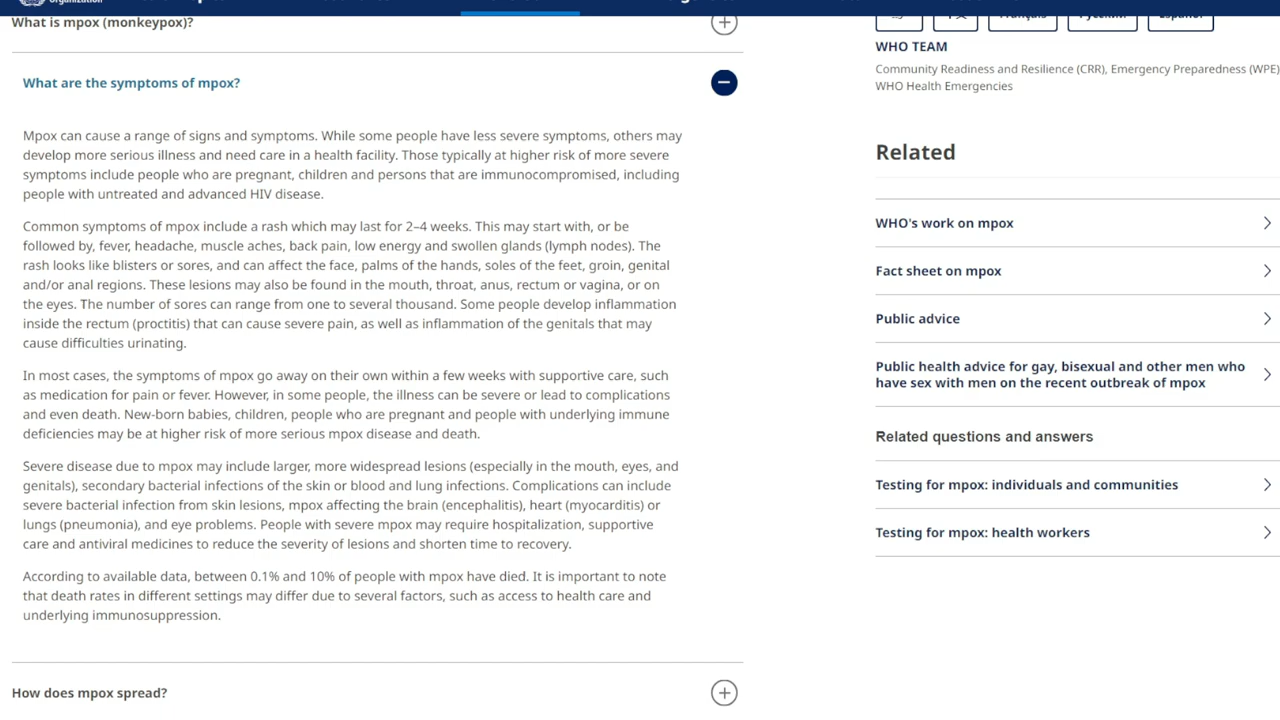 Organization
What is mpox (monkeypox)?
What are the symptoms of mpox?
Mpox can cause a range of signs and symptoms. While some people have less severe symptoms, others may
develop more serious illness and need care in a health facility. Those typically at higher risk of more severe
symptoms include people who are pregnant, children and persons that are immunocompromised, including
people with untreated and advanced HIV disease.
Common symptoms of mpox include a rash which may last for 2–4 weeks. This may start with, or be
followed by, fever, headache, muscle aches, back pain, low energy and swollen glands (lymph nodes). The
rash looks like blisters or sores, and can affect the face, palms of the hands, soles of the feet, groin, genital
and/or anal regions. These lesions may also be found in the mouth, throat, anus, rectum or vagina, or on
the eyes. The number of sores can range from one to several thousand. Some people develop inflammation
inside the rectum (proctitis) that can cause severe pain, as well as inflammation of the genitals that may
cause difficulties urinating.
In most cases, the symptoms of mpox go away on their own within a few weeks with supportive care, such
as medication for pain or fever. However, in some people, the illness can be severe or lead to complications
and even death. New-born babies, children, people who are pregnant and people with underlying immune
deficiencies may be at higher risk of more serious mpox disease and death.
Severe disease due to mpox may include larger, more widespread lesions (especially in the mouth, eyes, and
genitals), secondary bacterial infections of the skin or blood and lung infections. Complications can include
severe bacterial infection from skin lesions, mpox affecting the brain (encephalitis), heart (myocarditis) or
lungs (pneumonia), and eye problems. People with severe mpox may require hospitalization, supportive
care and antiviral medicines to reduce the severity of lesions and shorten time to recovery.
According to available data, between 0.1% and 10% of people with mpox have died. It is important to note
that death rates in different settings may differ due to several factors, such as access to health care and
underlying immunosuppression.
How does mpox spread?
Français Русский Español
WHO TEAM
Community Readiness and Resilience (CRR), Emergency Preparedness (WPE)
WHO Health Emergencies
Related
WHO's work on mpox
Fact sheet on mpox
Public advice
Public health advice for gay, bisexual and other men who
have sex with men on the recent outbreak of mpox
Related questions and answers
Testing for mpox: individuals and communities
Testing for mpox: health workers